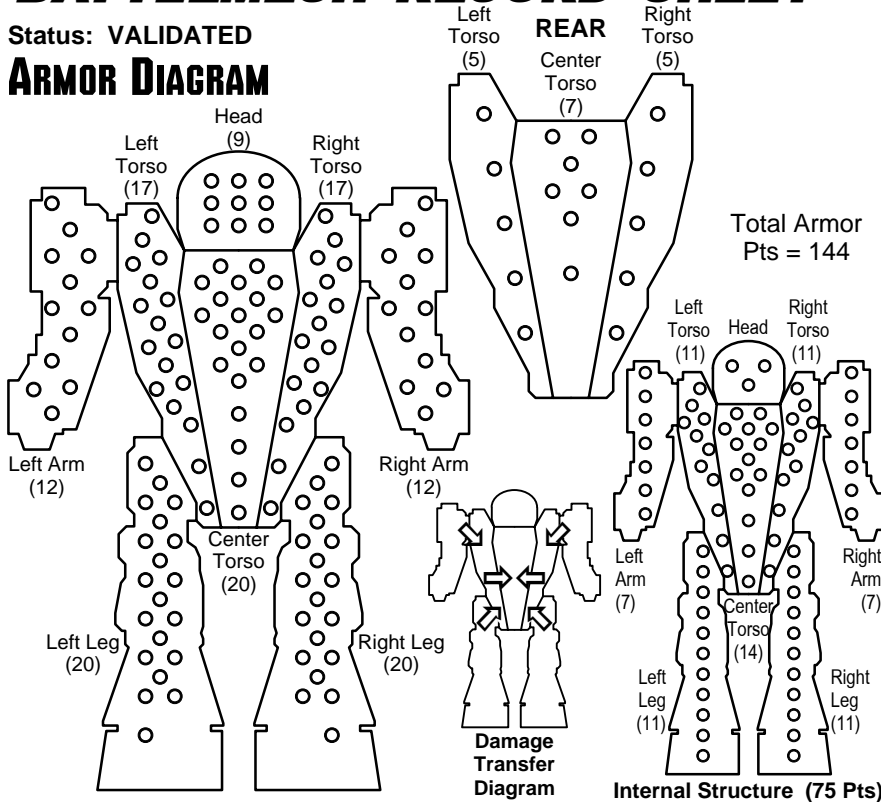 BATTLEMECH RECORD SHEET
Status: VALIDATED
ARMOR DIAGRAM
Head
(9)
Left
Torso
(17)
Right
Torso
(17)
Left Arm
(12)
Right Arm
(12)
Center
Torso
(20)
Left Leg
(20)
Right Leg
(20)
REAR
Left
Torso
(5)
Center
Torso
(7)
Right
Torso
(5)
Total Armor
Pts = 144
Damage
Transfer
Diagram
Left
Torso
(11)
Head
Right
Torso
(11)
Left
Arm
(7)
Right
Arm
(7)
Center
Torso
(14)
Left
Leg
(11)
Right
Leg
(11)
Internal Structure (75 Pts)